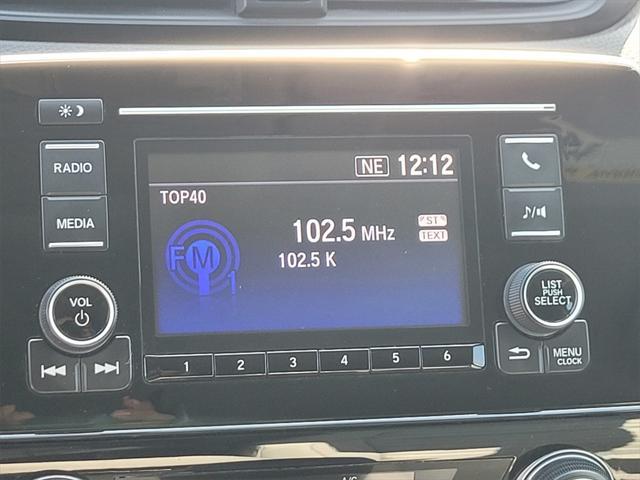 RADIO
MEDIA
VOL
NE 12:12
TOP40
102.5 MHz
ST
TEXT
102.5 K
FM
1
1 2 3 4 5 6
LIST
PUSH
SELECT
MENU
CLOCK
A/C